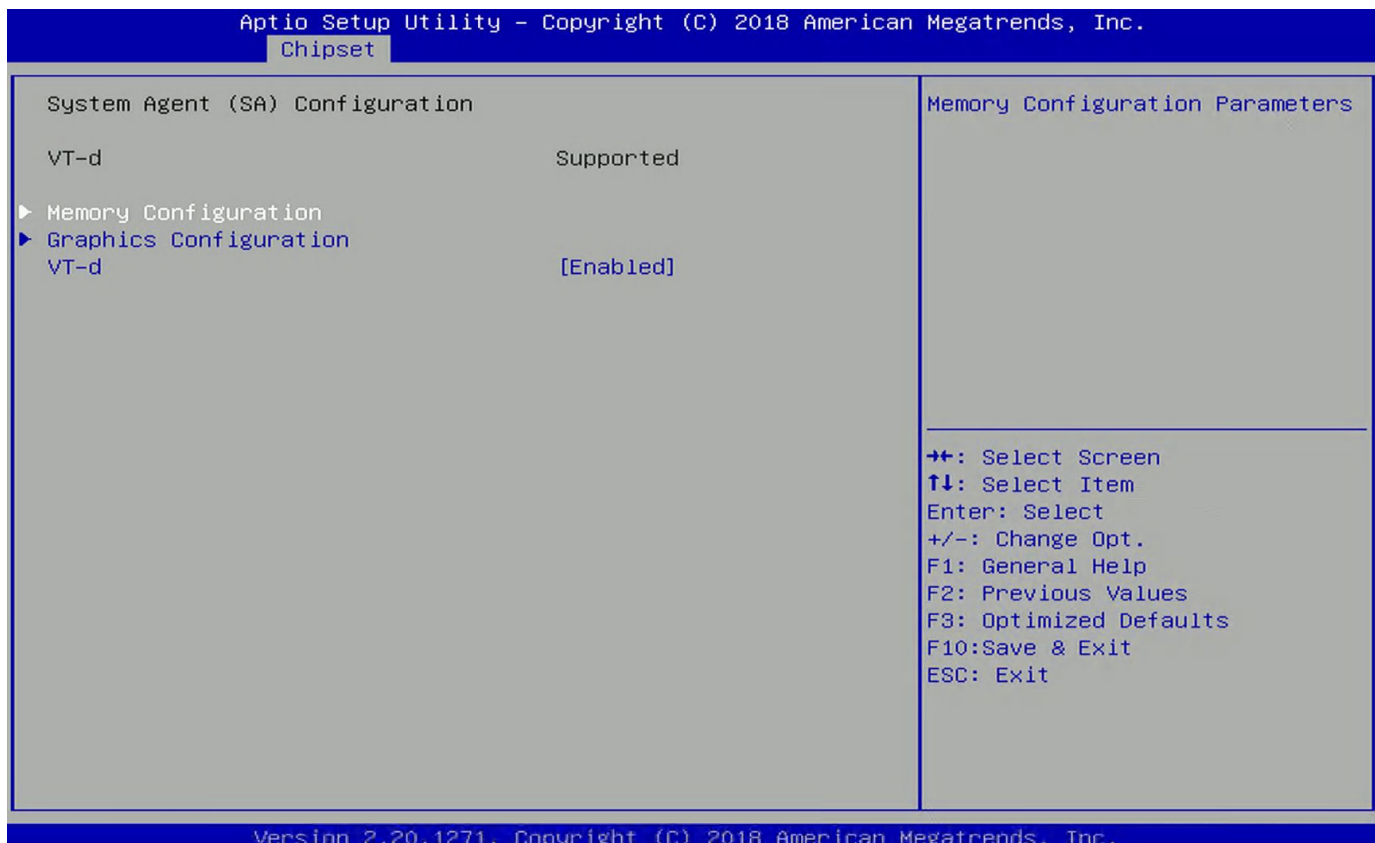 Aptio Setup Utility – Copyright (C) 2018 American Megatrends, Inc.
Chipset
System Agent (SA) Configuration
VT-d Supported
► Memory Configuration
► Graphics Configuration
VT-d [Enabled]
Memory Configuration Parameters
→←: Select Screen
↑↓: Select Item
Enter: Select
+/-: Change Opt.
F1: General Help
F2: Previous Values
F3: Optimized Defaults
F10:Save & Exit
ESC: Exit
Version 2.20.1271. Copyright (C) 2018 American Megatrends, Inc.